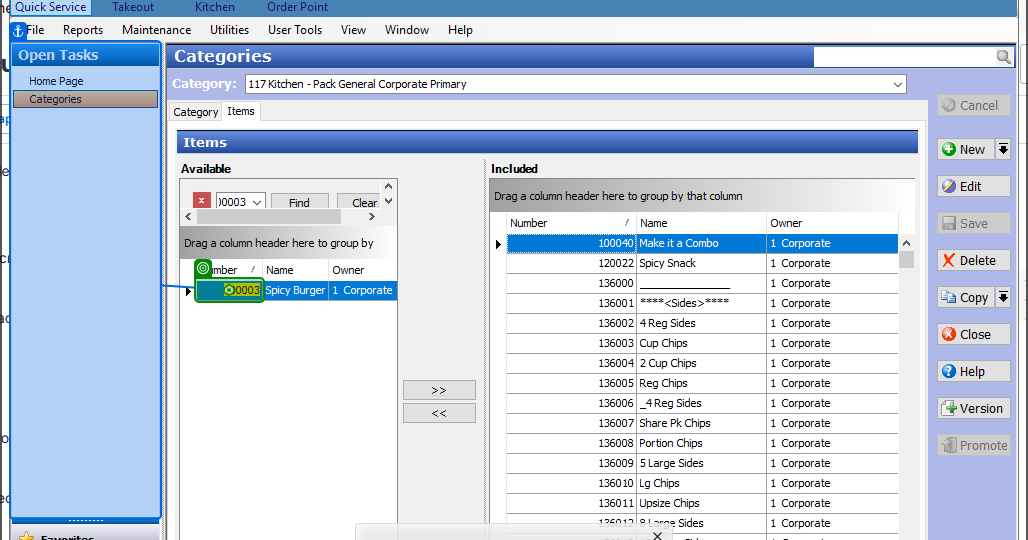 Quick Service Takeout Kitchen Order Point
File Reports Maintenance Utilities User Tools View Window Help
Open Tasks
Home Page
Categories
Categories
Category: 117 Kitchen - Pack General Corporate Primary
Category Items
Items
Available
x Find Clear
Drag a column header here to group by
Name Owner
Spicy Burger 1 Corporate
>>
<<
Included
Drag a column header here to group by that column
Number / Name Owner
100040 Make it a Combo 1 Corporate
120022 Spicy Snack 1 Corporate
136000 _________________ 1 Corporate
136001 ****<Sides>**** 1 Corporate
136002 4 Reg Sides 1 Corporate
136003 Cup Chips 1 Corporate
136004 2 Cup Chips 1 Corporate
136005 Reg Chips 1 Corporate
136006 _4 Reg Sides 1 Corporate
136007 Share Pk Chips 1 Corporate
136008 Portion Chips 1 Corporate
136009 5 Large Sides 1 Corporate
136010 Lg Chips 1 Corporate
136011 Upsize Chips 1 Corporate
136012 8 Large Sides 1 Corporate
Cancel
New
Edit
Save
Delete
Copy
Close
Help
Version
Promote
Favorites